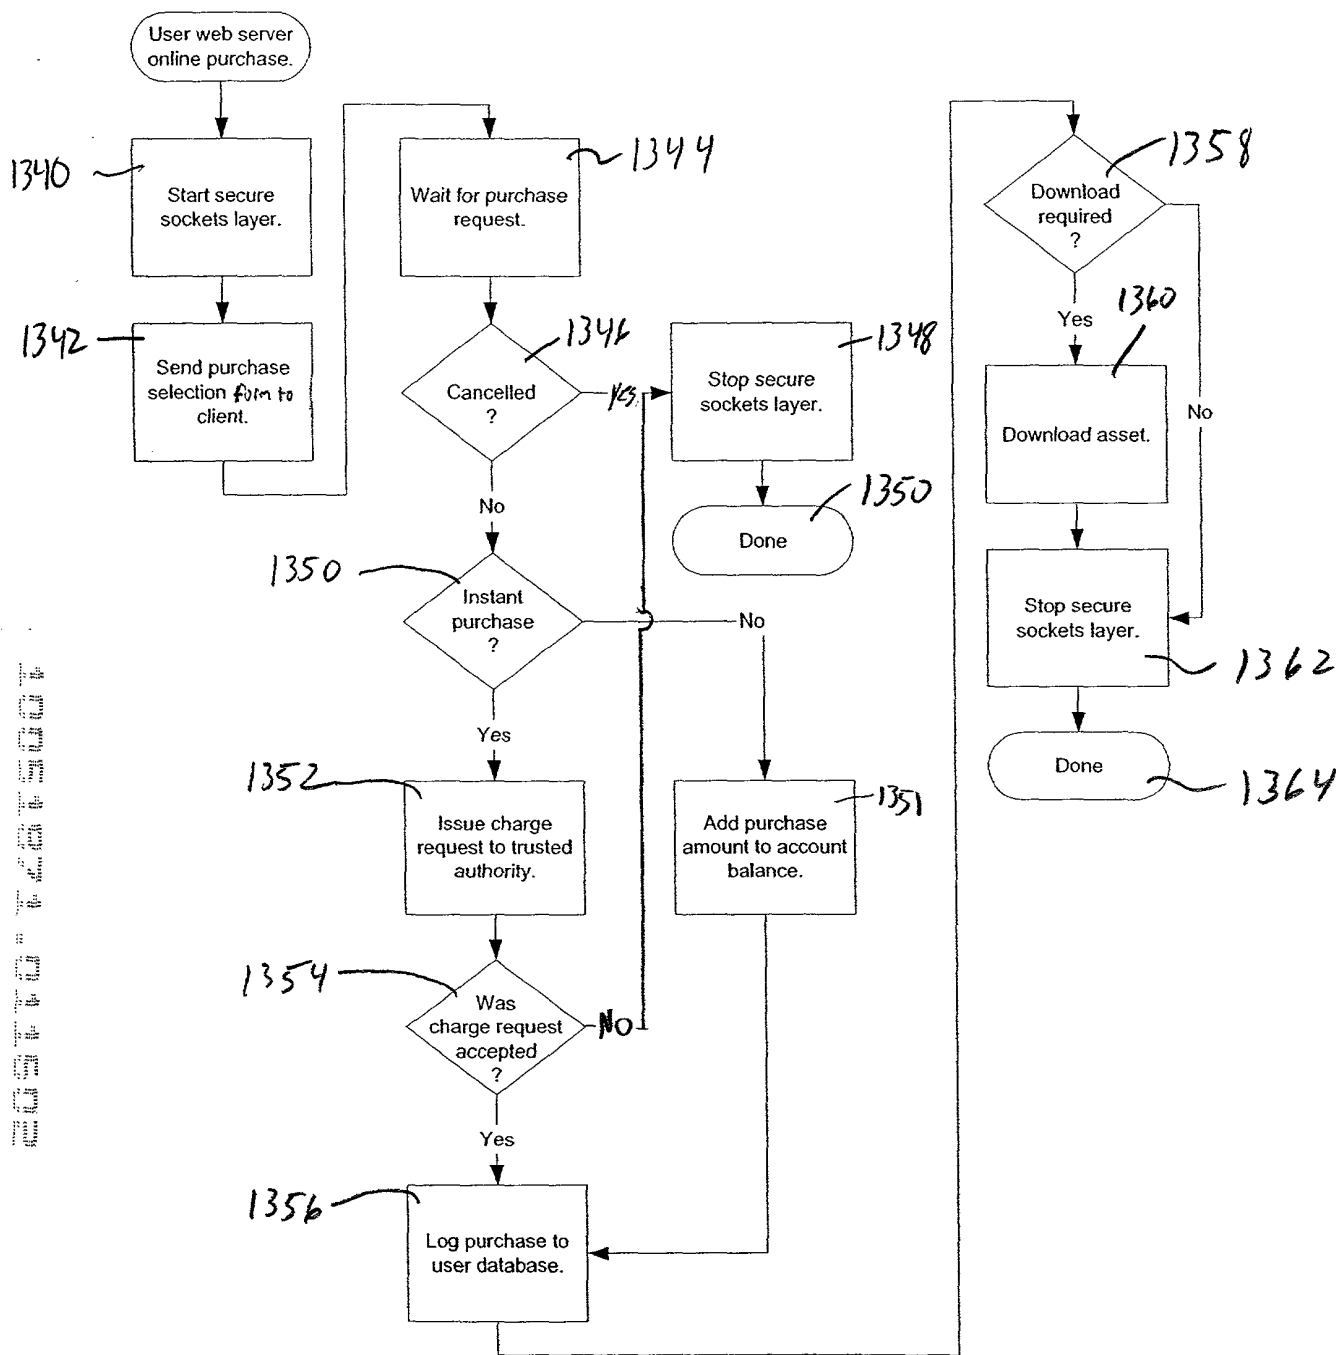 User web server
online purchase.
1340
Start secure
sockets layer.
1342
Send purchase
selection form to
client.
1344
Wait for purchase
request.
1346
Cancelled
?
Yes
No
1348
Stop secure
sockets layer.
1350
Done
1350
Instant
purchase
?
No
Yes
1352
Issue charge
request to trusted
authority.
1351
Add purchase
amount to account
balance.
1354
Was
charge request
accepted
?
NO
Yes
1356
Log purchase to
user database.
1358
Download
required
?
Yes
No
1360
Download asset.
Stop secure
sockets layer.
1362
Done
1364
10051971.011502